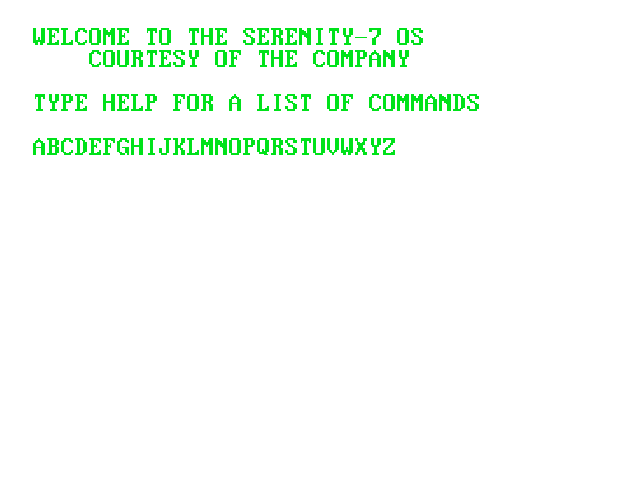 WELCOME TO THE SERENITY-7 OS
COURTESY OF THE COMPANY
TYPE HELP FOR A LIST OF COMMANDS
ABCDEFGHIJKLMNOPQRSTUVWXYZ